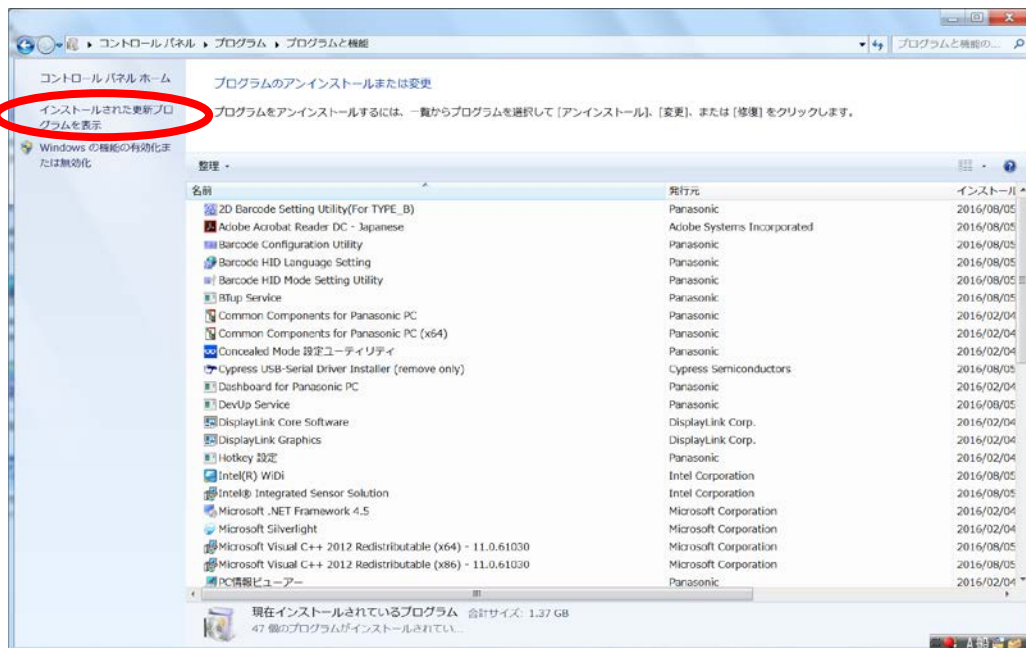 コントロール パネル ▸ プログラム ▸ プログラムと機能
プログラムと機能の...
コントロール パネル ホーム
インストールされた更新プロ
グラムを表示
Windows の機能の有効化ま
たは無効化
プログラムのアンインストールまたは変更
プログラムをアンインストールするには、一覧からプログラムを選択して [アンインストール]、[変更]、または [修復] をクリックします。
整理
名前 発行元 インストール
2D Barcode Setting Utility(For TYPE_B) Panasonic 2016/08/05
Adobe Acrobat Reader DC - Japanese Adobe Systems Incorporated 2016/08/05
Barcode Configuration Utility Panasonic 2016/08/05
Barcode HID Language Setting Panasonic 2016/08/05
Barcode HID Mode Setting Utility Panasonic 2016/08/05
BTup Service Panasonic 2016/08/05
Common Components for Panasonic PC Panasonic 2016/02/04
Common Components for Panasonic PC (x64) Panasonic 2016/02/04
Concealed Mode 設定ユーティリティ Panasonic 2016/02/04
Cypress USB-Serial Driver Installer (remove only) Cypress Semiconductors 2016/08/05
Dashboard for Panasonic PC Panasonic 2016/02/04
DevUp Service Panasonic 2016/08/05
DisplayLink Core Software DisplayLink Corp. 2016/02/04
DisplayLink Graphics DisplayLink Corp. 2016/02/04
Hotkey 設定 Panasonic 2016/02/04
Intel(R) WiDi Intel Corporation 2016/08/05
Intel® Integrated Sensor Solution Intel Corporation 2016/08/05
Microsoft .NET Framework 4.5 Microsoft Corporation 2016/02/04
Microsoft Silverlight Microsoft Corporation 2016/02/04
Microsoft Visual C++ 2012 Redistributable (x64) - 11.0.61030 Microsoft Corporation 2016/08/05
Microsoft Visual C++ 2012 Redistributable (x86) - 11.0.61030 Microsoft Corporation 2016/08/05
PC情報ビューアー Panasonic 2016/02/04
現在インストールされているプログラム 合計サイズ: 1.37 GB
47 個のプログラムがインストールされてい...